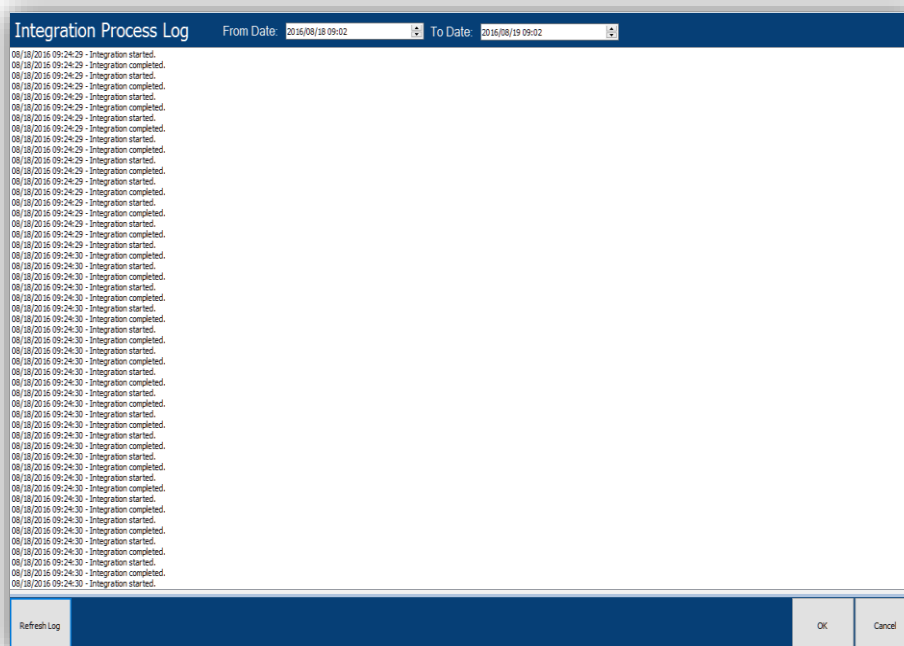 Integration Process Log From Date: 2016/08/18 09:02 To Date: 2016/08/19 09:02
08/18/2016 09:24:29 - Integration started.
08/18/2016 09:24:29 - Integration completed.
08/18/2016 09:24:29 - Integration started.
08/18/2016 09:24:29 - Integration completed.
08/18/2016 09:24:29 - Integration started.
08/18/2016 09:24:29 - Integration completed.
08/18/2016 09:24:29 - Integration started.
08/18/2016 09:24:29 - Integration completed.
08/18/2016 09:24:29 - Integration started.
08/18/2016 09:24:29 - Integration completed.
08/18/2016 09:24:29 - Integration started.
08/18/2016 09:24:29 - Integration completed.
08/18/2016 09:24:29 - Integration started.
08/18/2016 09:24:29 - Integration completed.
08/18/2016 09:24:29 - Integration started.
08/18/2016 09:24:29 - Integration completed.
08/18/2016 09:24:29 - Integration started.
08/18/2016 09:24:29 - Integration completed.
08/18/2016 09:24:29 - Integration started.
08/18/2016 09:24:30 - Integration completed.
08/18/2016 09:24:30 - Integration started.
08/18/2016 09:24:30 - Integration completed.
08/18/2016 09:24:30 - Integration started.
08/18/2016 09:24:30 - Integration completed.
08/18/2016 09:24:30 - Integration started.
08/18/2016 09:24:30 - Integration completed.
08/18/2016 09:24:30 - Integration started.
08/18/2016 09:24:30 - Integration completed.
08/18/2016 09:24:30 - Integration started.
08/18/2016 09:24:30 - Integration completed.
08/18/2016 09:24:30 - Integration started.
08/18/2016 09:24:30 - Integration completed.
08/18/2016 09:24:30 - Integration started.
08/18/2016 09:24:30 - Integration completed.
08/18/2016 09:24:30 - Integration started.
08/18/2016 09:24:30 - Integration completed.
08/18/2016 09:24:30 - Integration started.
08/18/2016 09:24:30 - Integration completed.
08/18/2016 09:24:30 - Integration started.
08/18/2016 09:24:30 - Integration completed.
08/18/2016 09:24:30 - Integration started.
08/18/2016 09:24:30 - Integration completed.
08/18/2016 09:24:30 - Integration started.
08/18/2016 09:24:30 - Integration completed.
08/18/2016 09:24:30 - Integration started.
08/18/2016 09:24:30 - Integration completed.
08/18/2016 09:24:30 - Integration started.
08/18/2016 09:24:30 - Integration completed.
08/18/2016 09:24:30 - Integration started.
08/18/2016 09:24:30 - Integration completed.
08/18/2016 09:24:30 - Integration started.
Refresh Log OK Cancel